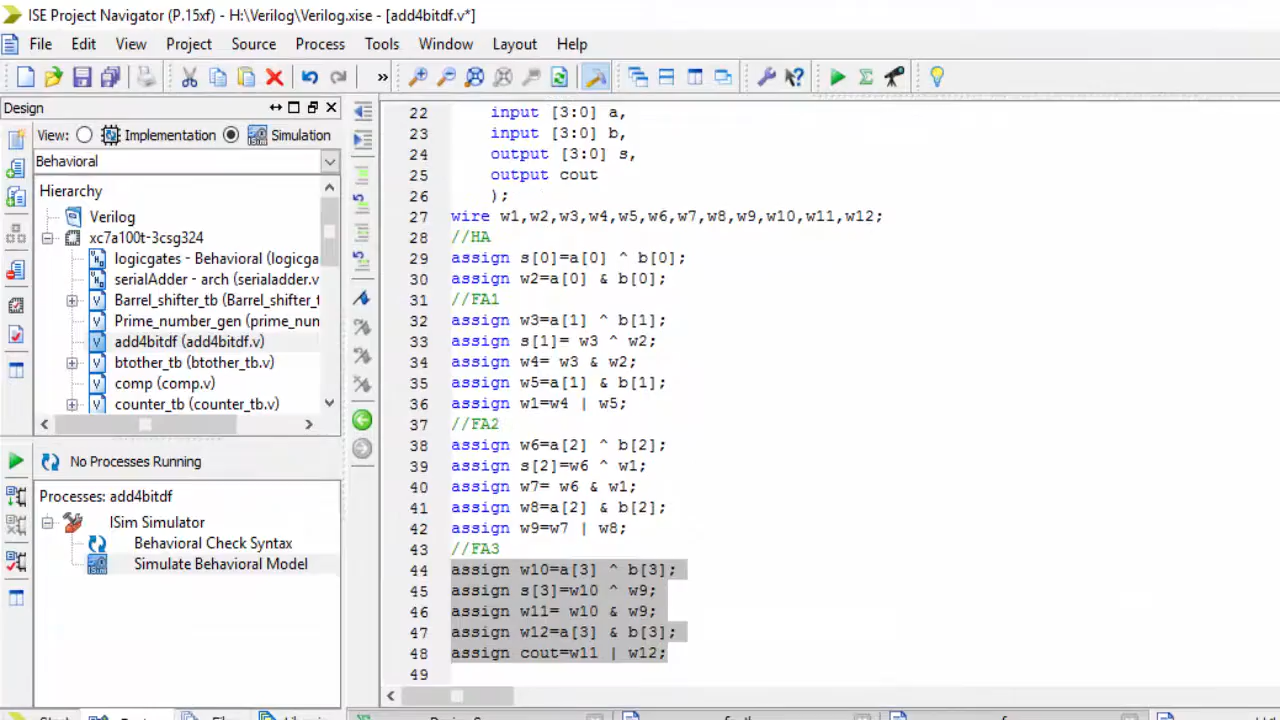 ISE Project Navigator (P.15xf) - H:\Verilog\Verilog.xise - [add4bitdf.v*]
File Edit View Project Source Process Tools Window Layout Help
Design
View: Implementation Simulation
Behavioral
Hierarchy
Verilog
xc7a100t-3csg324
logicgates - Behavioral (logicga
serialAdder - arch (serialadder.v
Barrel_shifter_tb (Barrel_shifter_t
Prime_number_gen (prime_nun
add4bitdf (add4bitdf.v)
btother_tb (btother_tb.v)
comp (comp.v)
counter_tb (counter_tb.v)
No Processes Running
Processes: add4bitdf
ISim Simulator
Behavioral Check Syntax
Simulate Behavioral Model
22 input [3:0] a,
23 input [3:0] b,
24 output [3:0] s,
25 output cout
26 );
27 wire w1,w2,w3,w4,w5,w6,w7,w8,w9,w10,w11,w12;
28 //HA
29 assign s[0]=a[0] ^ b[0];
30 assign w2=a[0] & b[0];
31 //FA1
32 assign w3=a[1] ^ b[1];
33 assign s[1]= w3 ^ w2;
34 assign w4= w3 & w2;
35 assign w5=a[1] & b[1];
36 assign w1=w4 | w5;
37 //FA2
38 assign w6=a[2] ^ b[2];
39 assign s[2]=w6 ^ w1;
40 assign w7= w6 & w1;
41 assign w8=a[2] & b[2];
42 assign w9=w7 | w8;
43 //FA3
44 assign w10=a[3] ^ b[3];
45 assign s[3]=w10 ^ w9;
46 assign w11= w10 & w9;
47 assign w12=a[3] & b[3];
48 assign cout=w11 | w12;
49